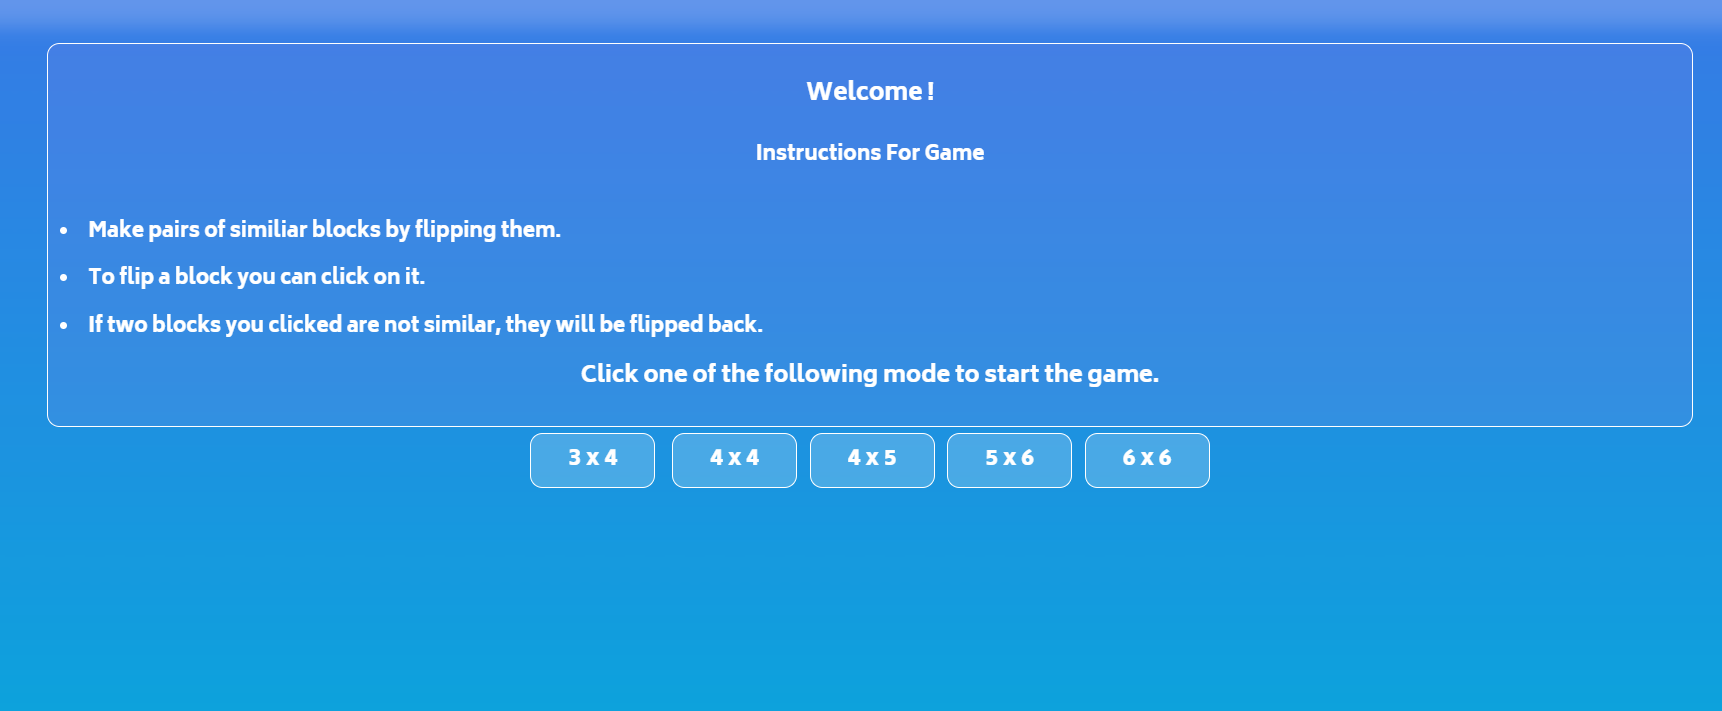 Welcome !
Instructions For Game
• Make pairs of similiar blocks by flipping them.
• To flip a block you can click on it.
• If two blocks you clicked are not similar, they will be flipped back.
Click one of the following mode to start the game.
3 x 4 4 x 4 4 x 5 5 x 6 6 x 6